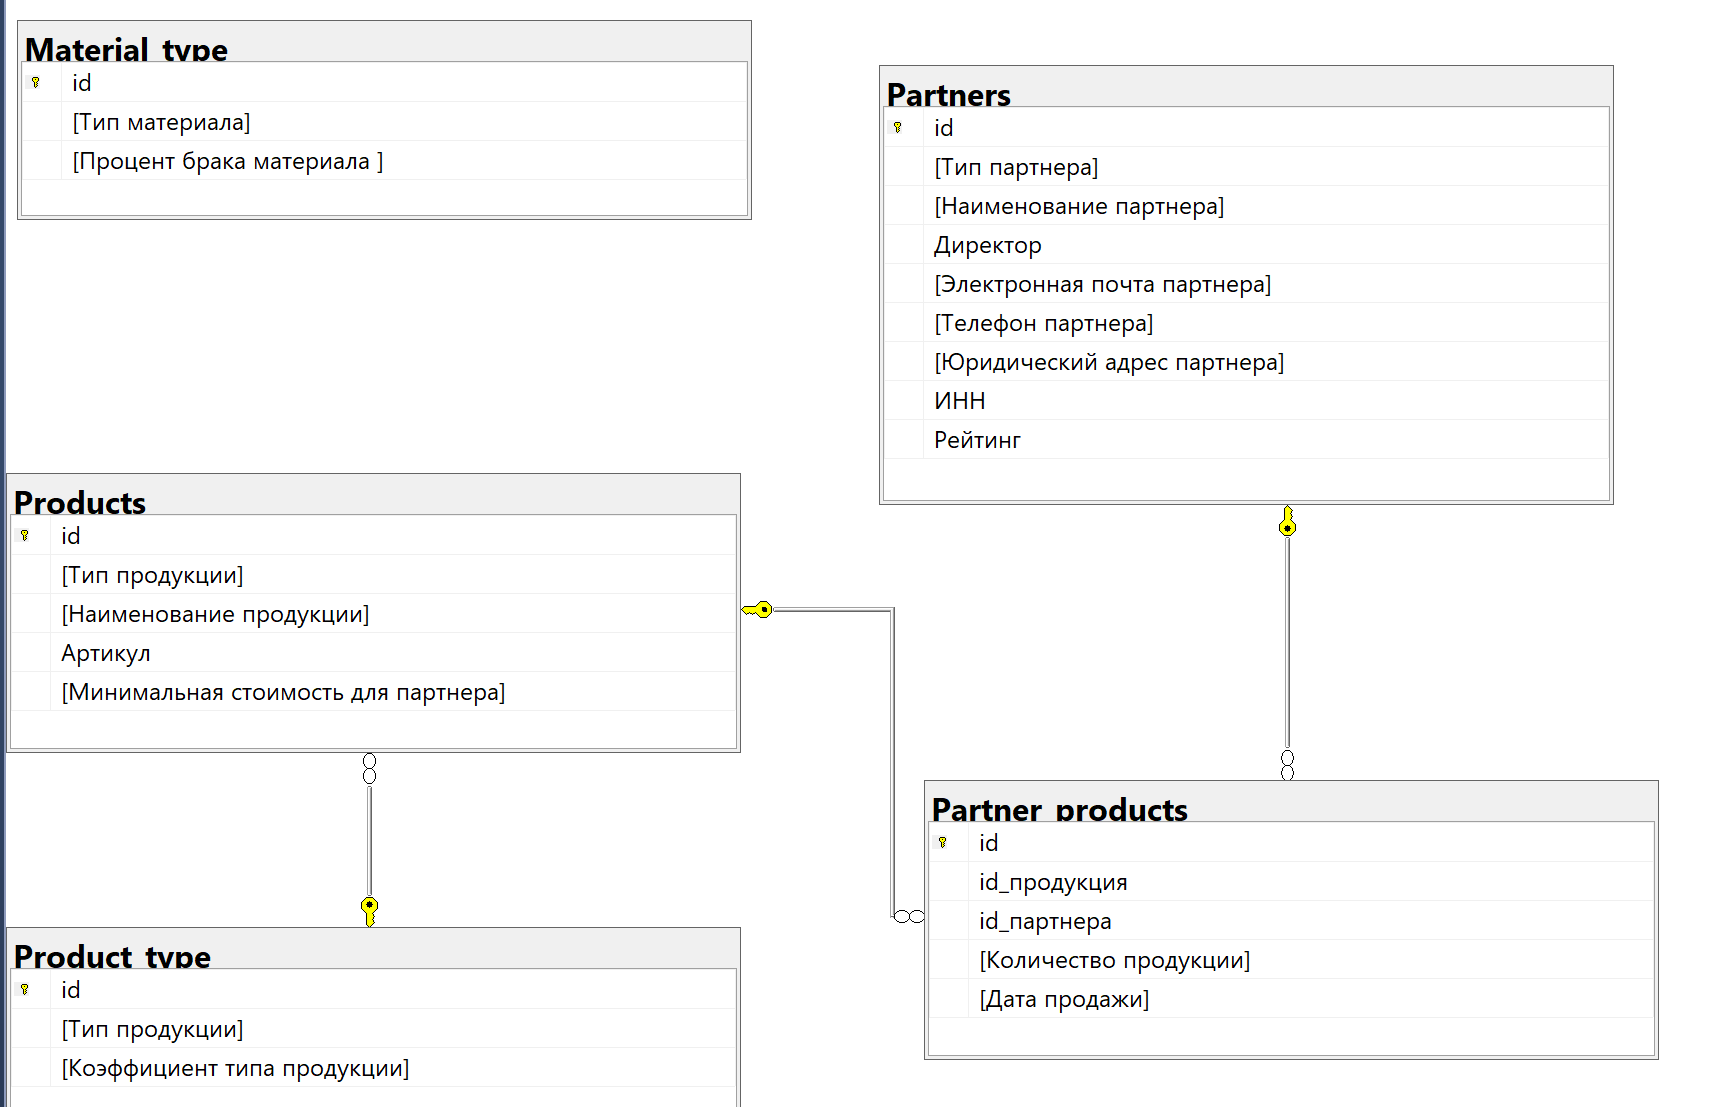 Material_type
id
[Тип материала]
[Процент брака материала ]
Partners
id
[Тип партнера]
[Наименование партнера]
Директор
[Электронная почта партнера]
[Телефон партнера]
[Юридический адрес партнера]
ИНН
Рейтинг
Products
id
[Тип продукции]
[Наименование продукции]
Артикул
[Минимальная стоимость для партнера]
Partner_products
id
id_продукция
id_партнера
[Количество продукции]
[Дата продажи]
Product_type
id
[Тип продукции]
[Коэффициент типа продукции]